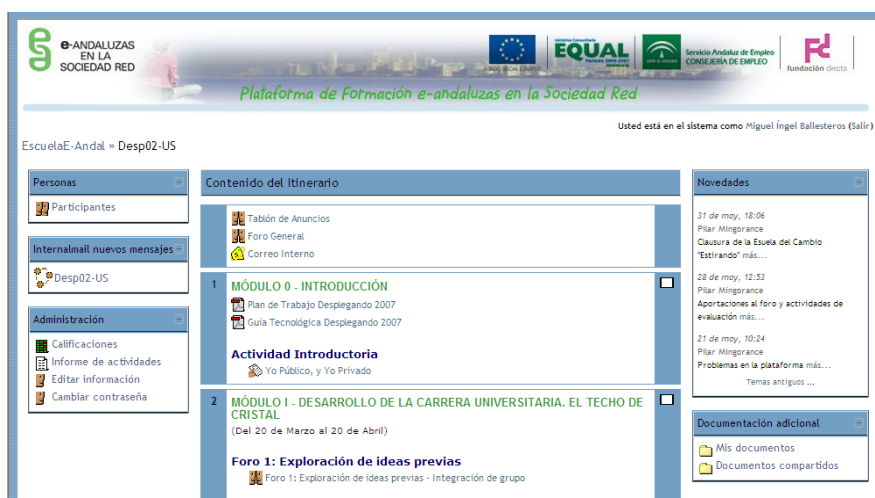 e-ANDALUZAS
EN LA
SOCIEDAD RED
EQUAL
Servicio Andaluz de Empleo
CONSEJERÍA DE EMPLEO
fundación directa
Plataforma de Formación e-andaluzas en la Sociedad Red
Usted está en el sistema como Miguel Íngel Ballesteros (Salir)
EscuelaE-Andal » Desp02-US
Personas
Participantes
Internalmail nuevos mensajes
Desp02-US
Administración
Calificaciones
Informe de actividades
Editar información
Cambiar contraseña
Contenido del Itinerario
Tablón de Anuncios
Foro General
Correo Interno
1
MÓDULO 0 - INTRODUCCIÓN
Plan de Trabajo Desplegando 2007
Guía Tecnológica Desplegando 2007
Actividad Introductoria
Yo Público, y Yo Privado
2
MÓDULO I - DESARROLLO DE LA CARRERA UNIVERSITARIA. EL TECHO DE
CRISTAL
(Del 20 de Marzo al 20 de Abril)
Foro 1: Exploración de ideas previas
Foro 1: Exploración de ideas previas - Integración de grupo
Novedades
31 de may, 18:06
Pilar Mingorance
Clausura de la Esuela del Cambio
"Estirando" más...
28 de may, 12:53
Pilar Mingorance
Aportaciones al foro y actividades de
evaluación más...
21 de may, 10:24
Pilar Mingorance
Problemas en la plataforma más...
Temas antiguos ...
Documentación adicional
Mis documentos
Documentos compartidos